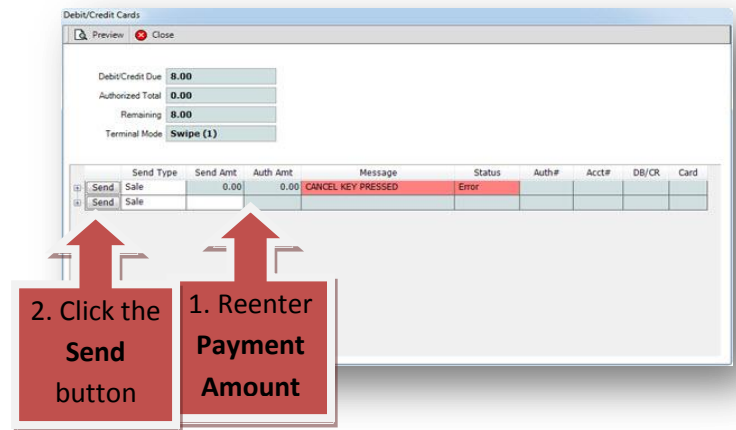 Debit/Credit Cards
Preview Close
Debit/Credit Due 8.00
Authorized Total 0.00
Remaining 8.00
Terminal Mode Swipe (1)
Send Type Send Amt Auth Amt Message Status Auth# Acct# DB/CR Card
Send Sale 0.00 0.00 CANCEL KEY PRESSED Error
Send Sale
2. Click the
Send
button
1. Reenter
Payment
Amount